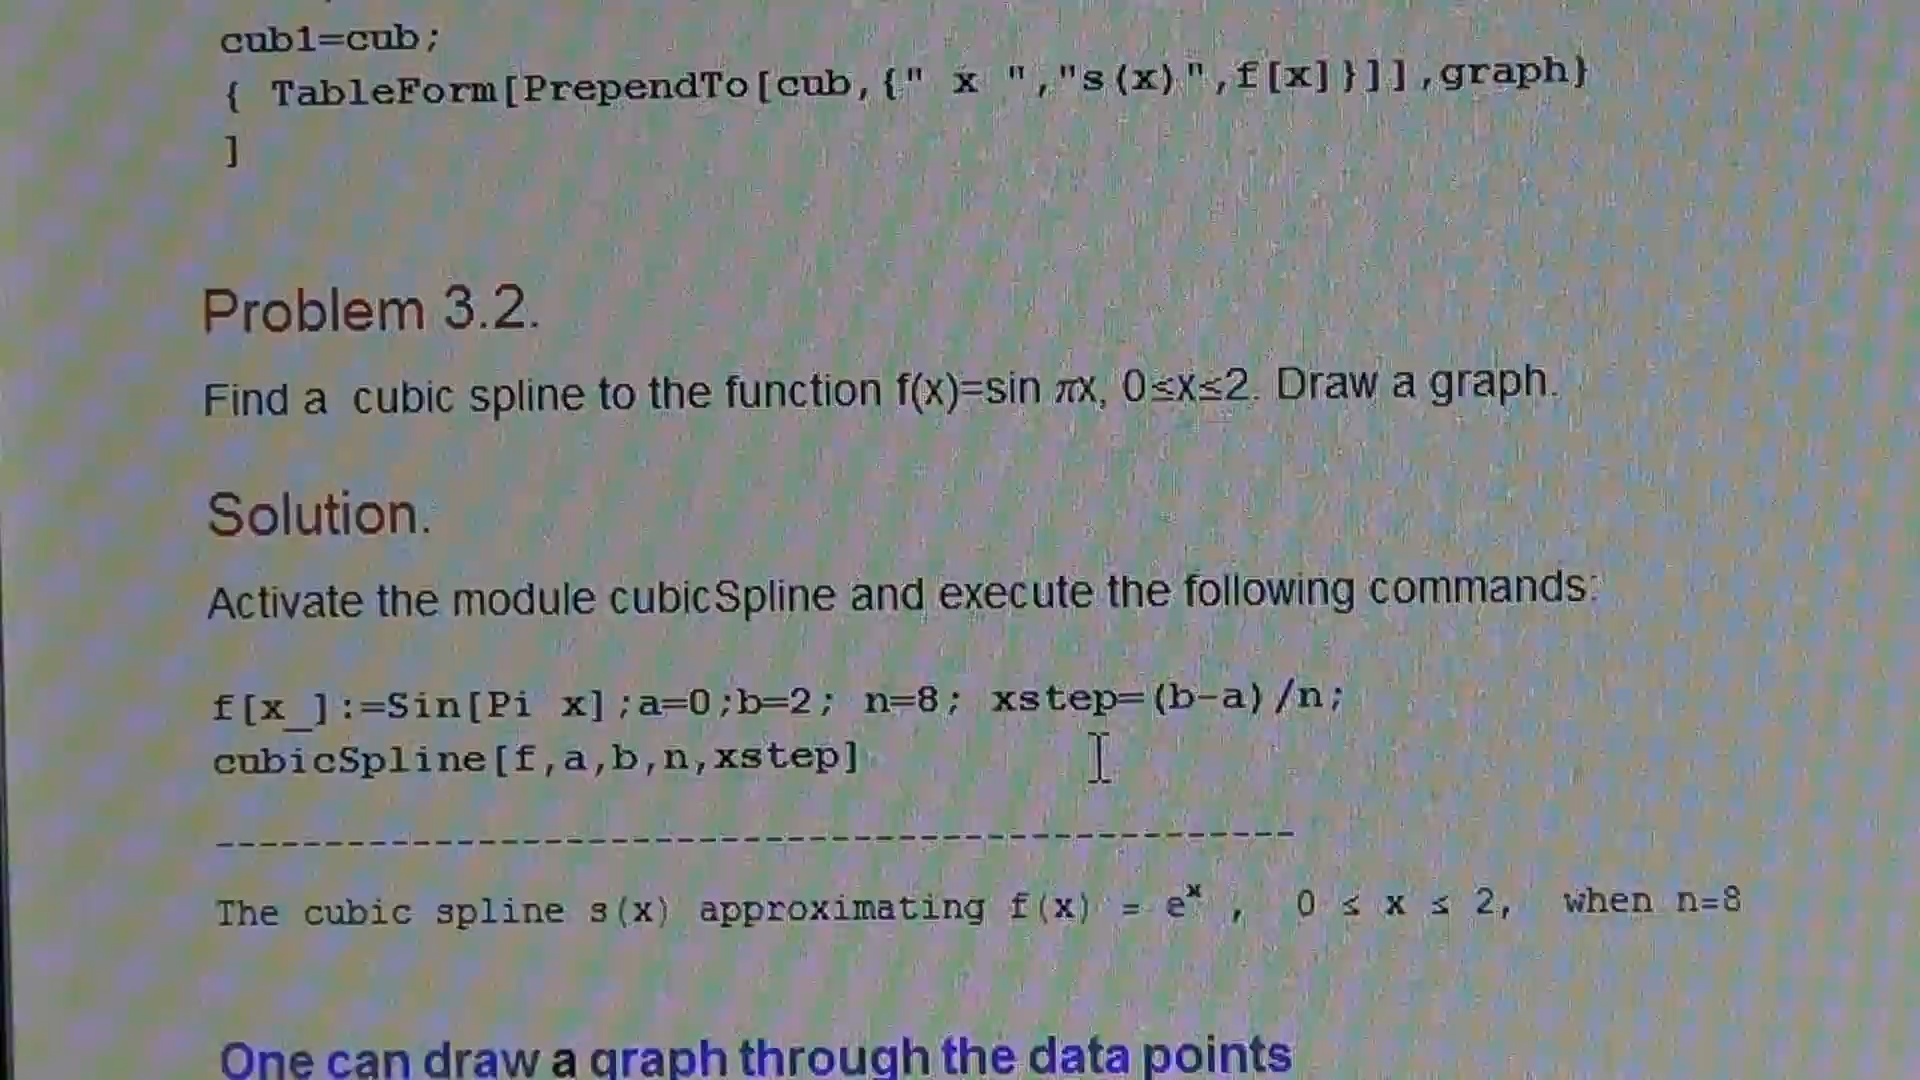 cub1=cub;
{ TableForm[PrependTo[cub,{" x ","s(x)",f[x]}]],graph}
]
Problem 3.2.
Find a cubic spline to the function f(x)=sin πx, 0≤x≤2. Draw a graph.
Solution.
Activate the module cubicSpline and execute the following commands:
f[x_]:=Sin[Pi x];a=0;b=2; n=8; xstep=(b-a)/n;
cubicSpline[f,a,b,n,xstep]
--------------------------------------------------
The cubic spline s(x) approximating f(x) = eˣ , 0 ≤ x ≤ 2, when n=8
One can draw a graph through the data points